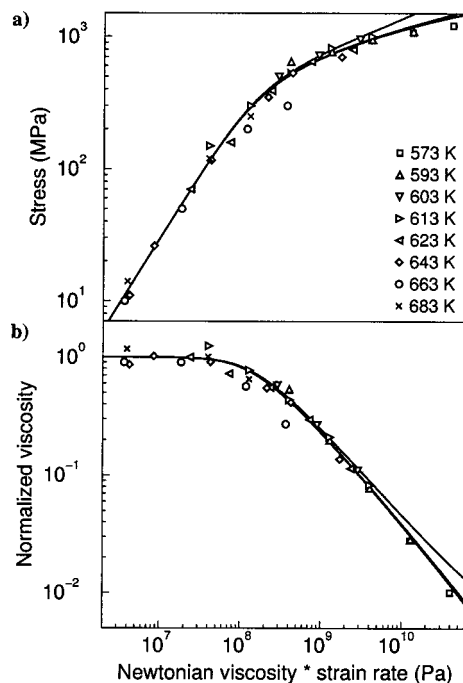 a)
10³
10²
10¹
Stress (MPa)
573 K
593 K
603 K
613 K
623 K
643 K
663 K
683 K
b)
10⁰
10⁻¹
10⁻²
Normalized viscosity
10⁷ 10⁸ 10⁹ 10¹⁰
Newtonian viscosity * strain rate (Pa)